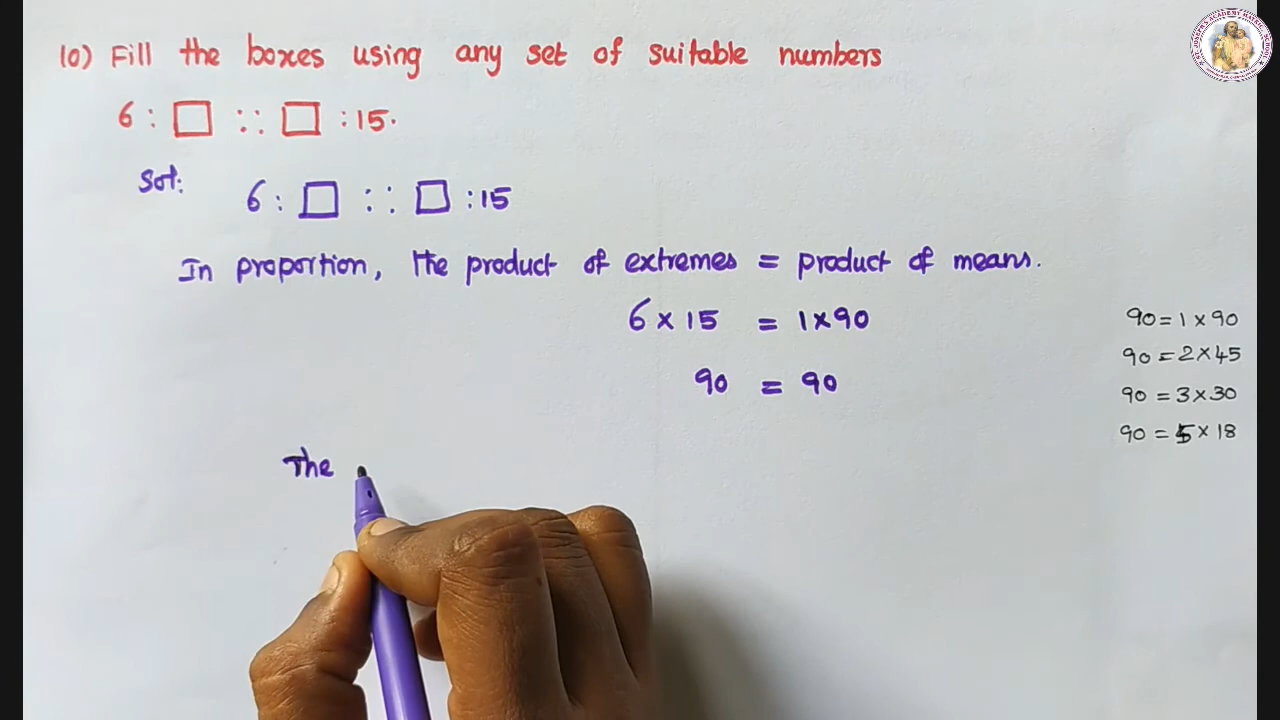 10) Fill the boxes using any set of suitable numbers
6 : □ :: □ : 15.
Sol: 6 : □ :: □ : 15
In proportion, the product of extremes = product of means.
6 × 15 = 1 × 90
90 = 90
The
90 = 1 × 90
90 = 2 × 45
90 = 3 × 30
90 = 5 × 18